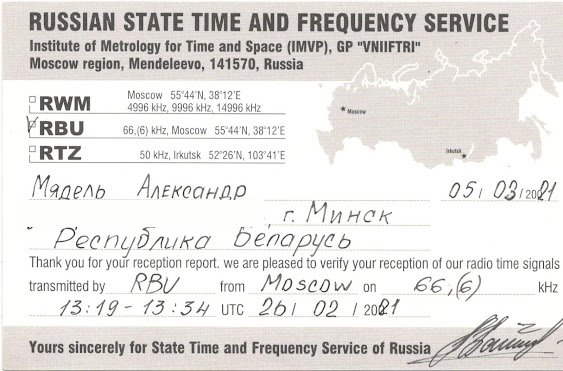 RUSSIAN STATE TIME AND FREQUENCY SERVICE
Institute of Metrology for Time and Space (IMVP), GP "VNIIFTRI"
Moscow region, Mendeleevo, 141570, Russia
RWM Moscow 55°44'N, 38°12'E
4996 kHz, 9996 kHz, 14996 kHz
RBU 66,(6) kHz, Moscow 55°44'N, 38°12'E
RTZ 50 kHz, Irkutsk 52°26'N, 103°41'E
Moscow
Irkutsk
Мядель Александр 05/03/2021
г. Минск
Республика Беларусь
Thank you for your reception report. we are pleased to verify your reception of our radio time signals
transmitted by RBU from Moscow on 66,(6) kHz
13:19-13:34 UTC 26/02/2021
Yours sincerely for State Time and Frequency Service of Russia